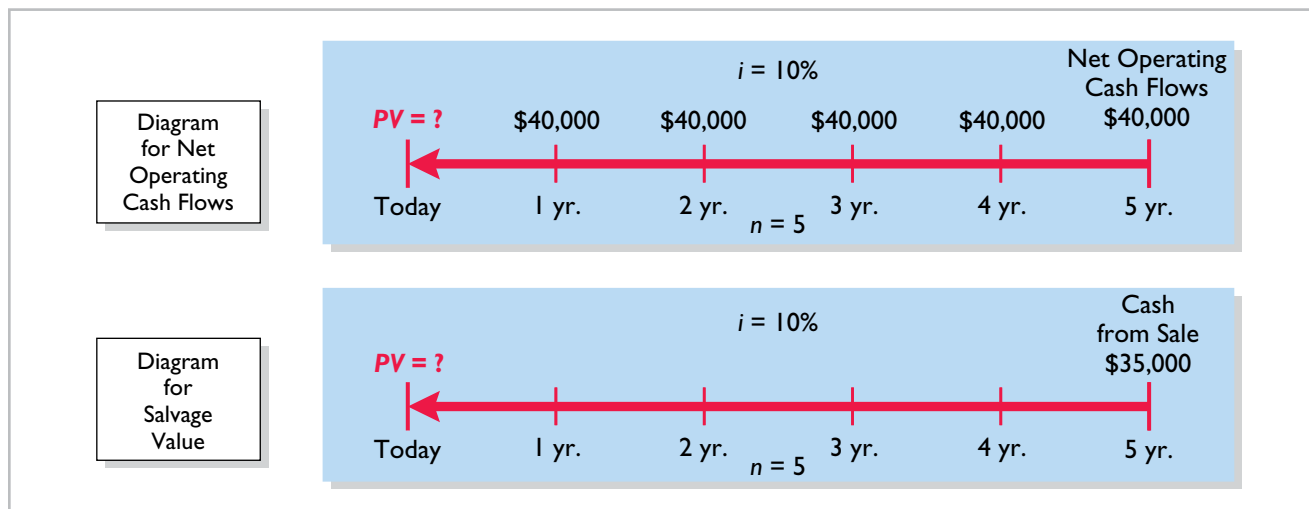 Diagram
for Net
Operating
Cash Flows
i = 10%
Net Operating
Cash Flows
PV = ? $40,000 $40,000 $40,000 $40,000 $40,000
Today 1 yr. 2 yr. 3 yr. 4 yr. 5 yr.
n = 5
Diagram
for
Salvage
Value
i = 10%
Cash
from Sale
PV = ? $35,000
Today 1 yr. 2 yr. 3 yr. 4 yr. 5 yr.
n = 5